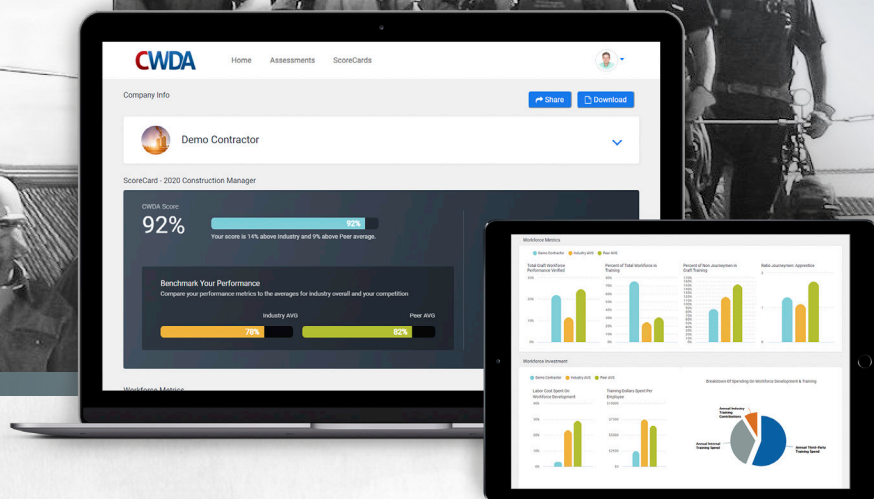 CWDA
Home Assessments ScoreCards
Company Info
Share Download
Demo Contractor
ScoreCard - 2020 Construction Manager
CWDA Score
92%
92%
Your score is 14% above Industry and 9% above Peer average.
Benchmark Your Performance
Compare your performance metrics to the averages for industry overall and your competition
Industry AVG Peer AVG
78% 82%
Workforce Metrics
Workforce Metrics
Demo Contractor Industry AVG Peer AVG
Total Craft Workforce
Performance Verified
Percent of Total Workforce in
Training
Percent of Non Journeymen in
Craft Training
Ratio Journeymen: Apprentice
Workforce Investment
Demo Contractor Industry AVG Peer AVG
Labor Cost Spent On
Workforce Development
Training Dollars Spent Per
Employee
Breakdown Of Spending On Workforce Development & Training
Annual Industry
Training
Contributions
Annual Internal
Training Spend
Annual Third-Party
Training Spend